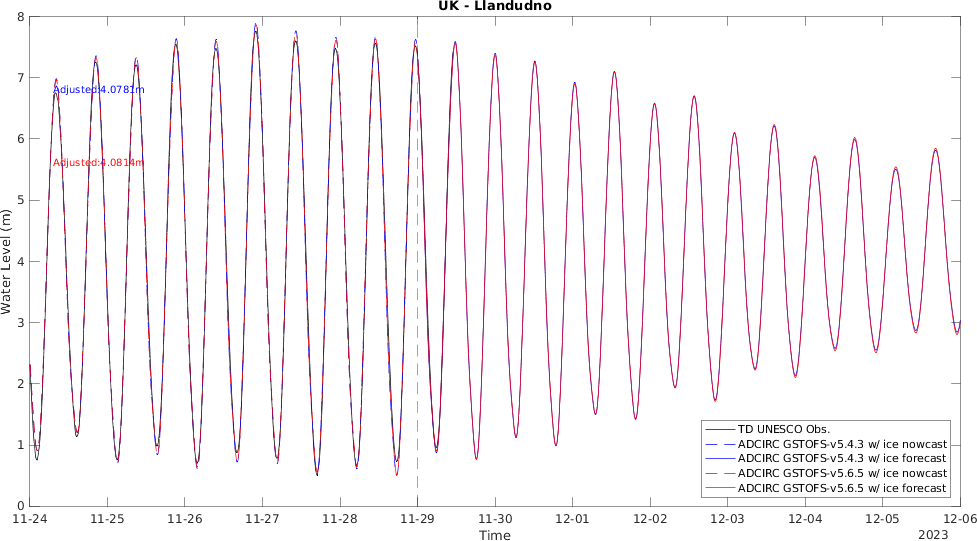 UK - Llandudno
8
7
6
5
4
3
2
1
0
Water Level (m)
Adjusted:4.0781m
Adjusted:4.0814m
TD UNESCO Obs.
ADCIRC GSTOFS-v5.4.3 w/ ice nowcast
ADCIRC GSTOFS-v5.4.3 w/ ice forecast
ADCIRC GSTOFS-v5.6.5 w/ ice nowcast
ADCIRC GSTOFS-v5.6.5 w/ ice forecast
11-24 11-25 11-26 11-27 11-28 11-29 11-30 12-01 12-02 12-03 12-04 12-05 12-06
Time
2023